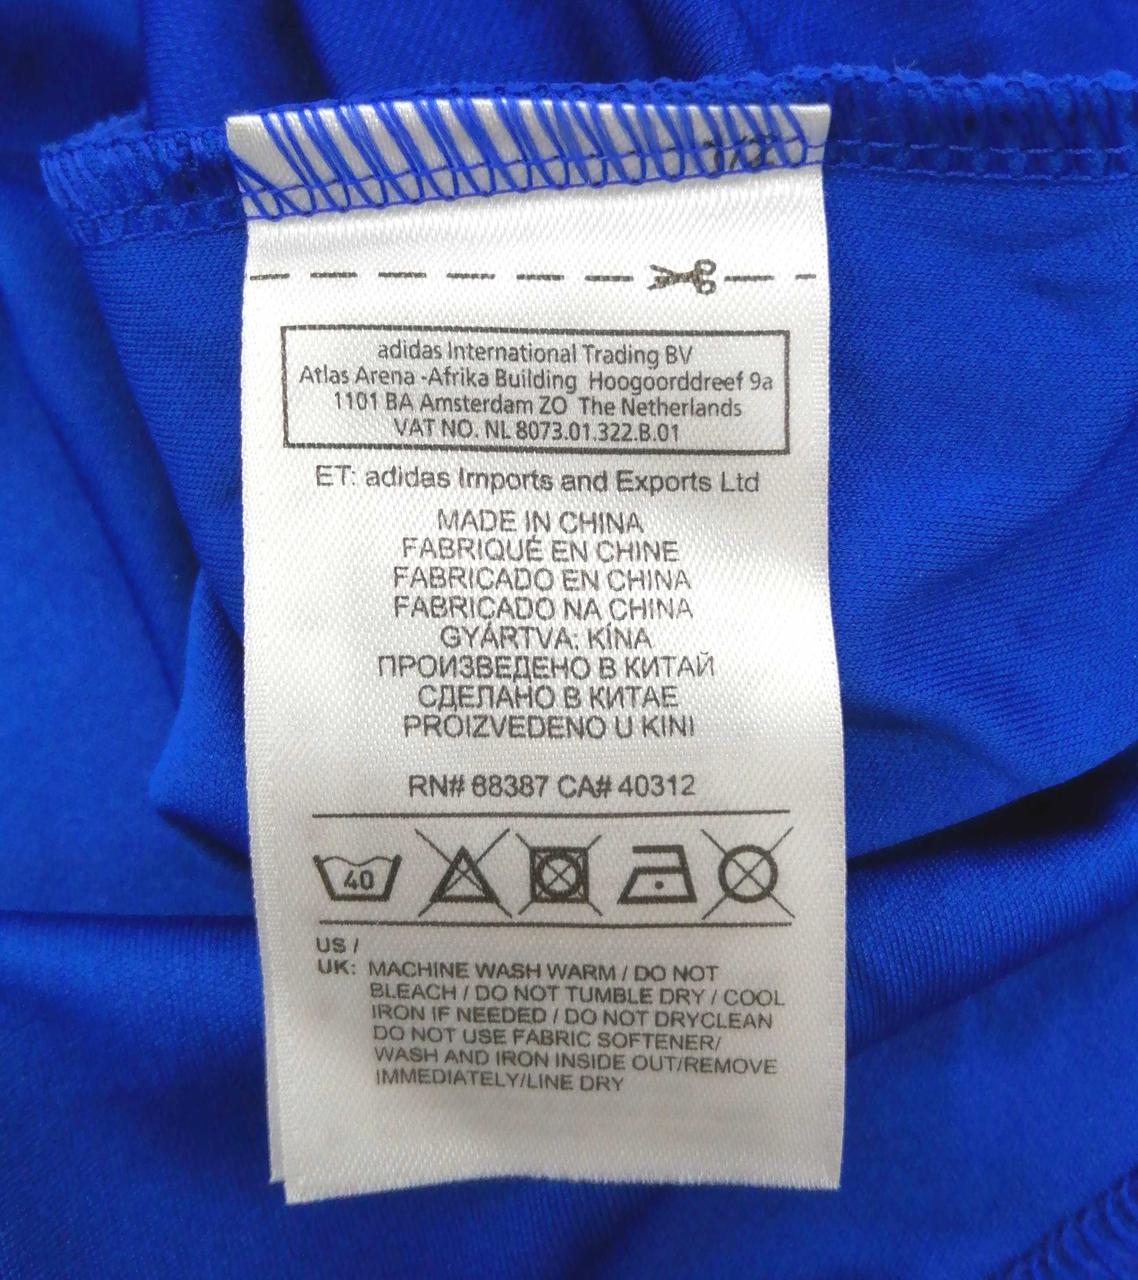 adidas International Trading BV
Atlas Arena -Afrika Building Hoogoorddreef 9a
1101 BA Amsterdam ZO The Netherlands
VAT NO. NL 8073.01.322.B.01
ET: adidas Imports and Exports Ltd
MADE IN CHINA
FABRIQUÉ EN CHINE
FABRICADO EN CHINA
FABRICADO NA CHINA
GYÁRTVA: KÍNA
ПРОИЗВЕДЕНО В КИТАЙ
СДЕЛАНО В КИТАЕ
PROIZVEDENO U KINI
RN# 88387 CA# 40312
40
US /
UK: MACHINE WASH WARM / DO NOT
BLEACH / DO NOT TUMBLE DRY / COOL
IRON IF NEEDED / DO NOT DRYCLEAN
DO NOT USE FABRIC SOFTENER/
WASH AND IRON INSIDE OUT/REMOVE
IMMEDIATELY/LINE DRY